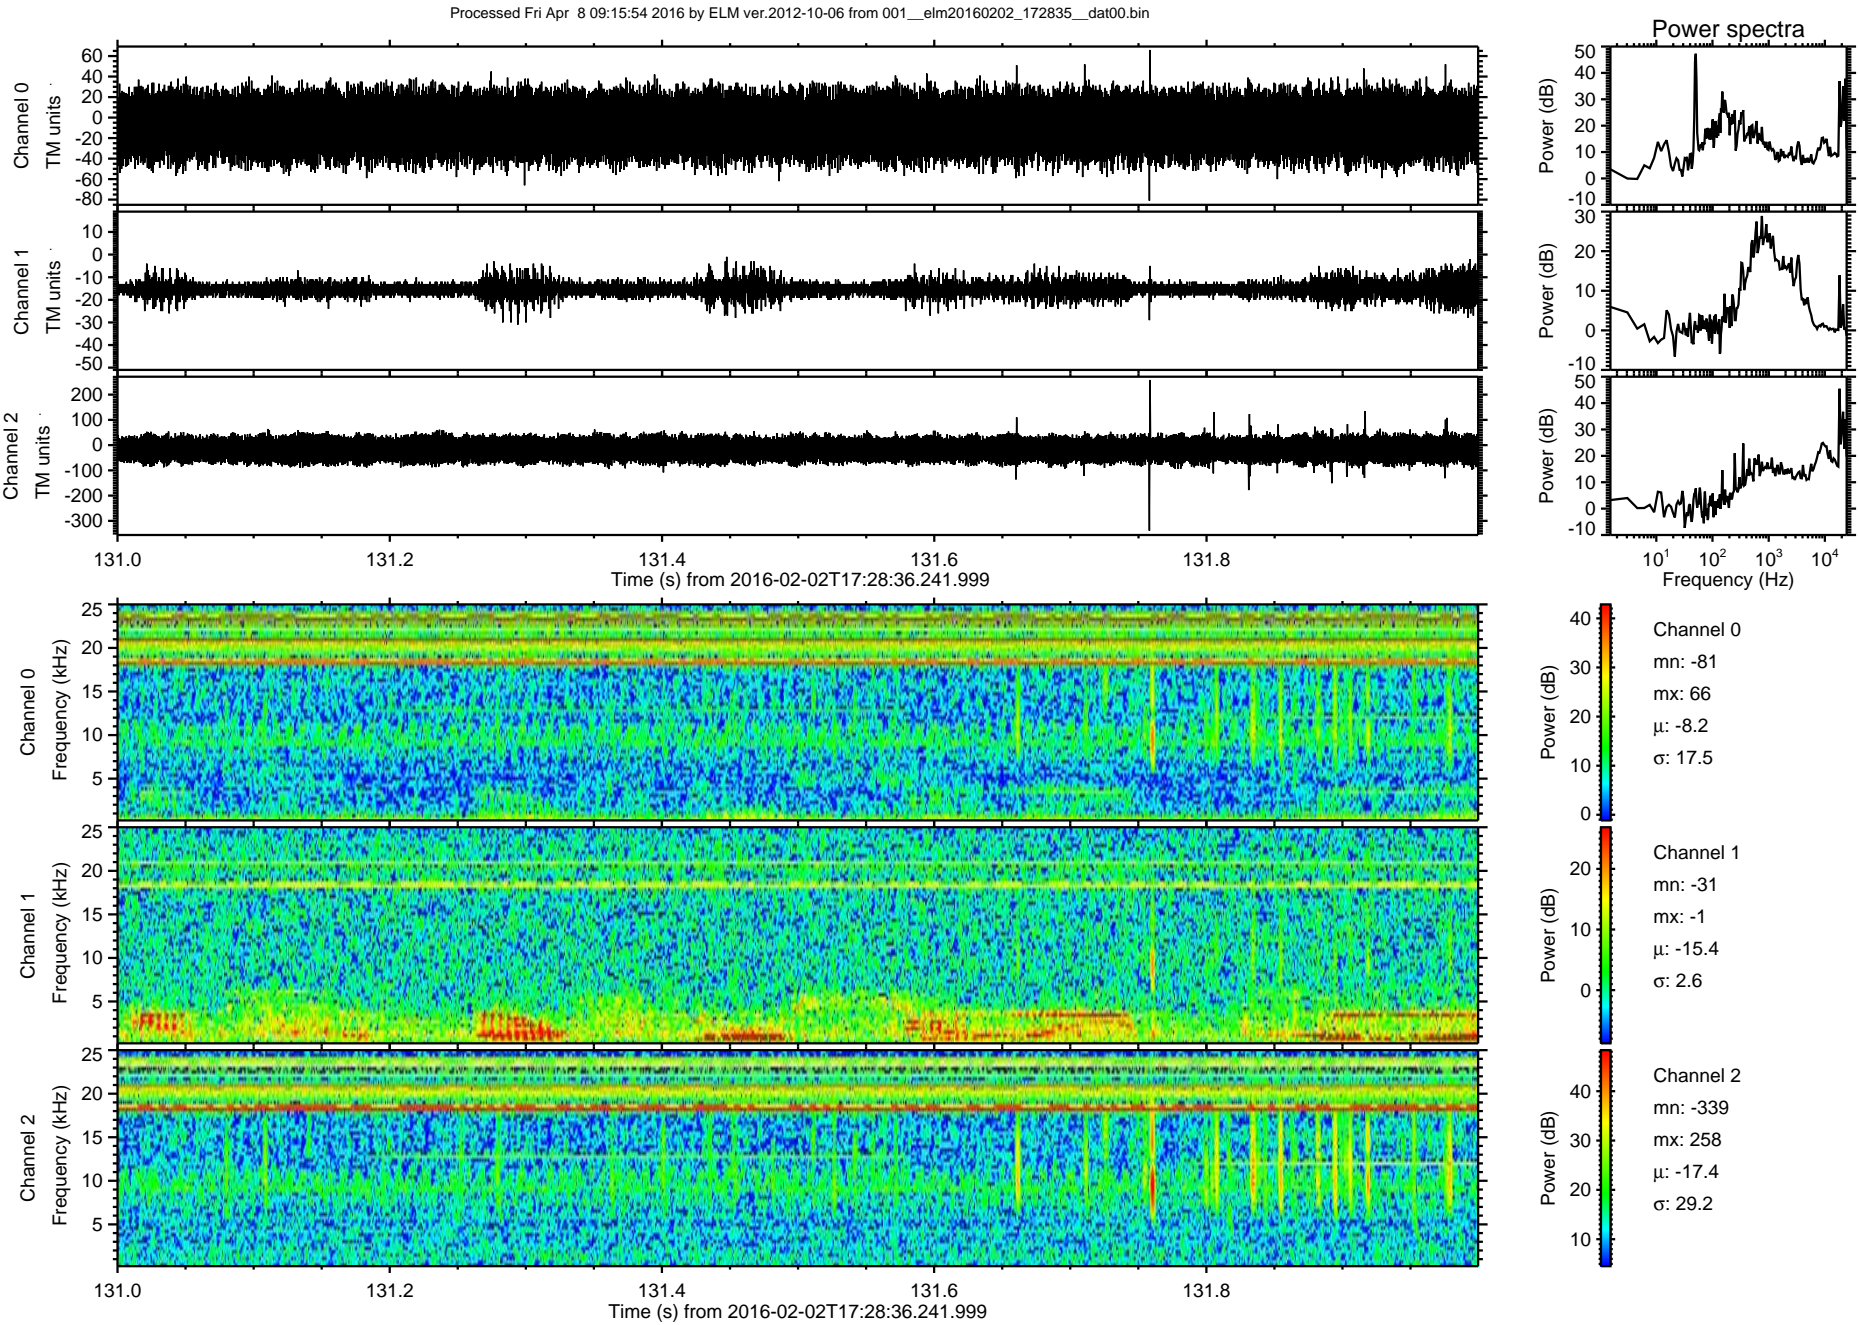 Processed Fri Apr  8 09:15:54 2016 by ELM ver.2012-10-06 from 001__elm20160202_172835__dat00.bin
Power spectra
Channel 0
TM units
60
40
20
0
-20
-40
-60
-80
Power (dB)
50
40
30
20
10
0
-10
Channel 1
TM units
10
0
-10
-20
-30
-40
-50
Power (dB)
30
20
10
0
-10
Channel 2
TM units
200
100
0
-100
-200
-300
Power (dB)
50
40
30
20
10
0
-10
131.0 131.2 131.4 131.6 131.8
Time (s) from 2016-02-02T17:28:36.241.999
10¹ 10² 10³ 10⁴
Frequency (Hz)
Channel 0
Frequency (kHz)
25
20
15
10
5
Power (dB)
40
30
20
10
0
Channel 0
mn: -81
mx: 66
μ: -8.2
σ: 17.5
Channel 1
Frequency (kHz)
25
20
15
10
5
Power (dB)
20
10
0
Channel 1
mn: -31
mx: -1
μ: -15.4
σ: 2.6
Channel 2
Frequency (kHz)
25
20
15
10
5
Power (dB)
40
30
20
10
Channel 2
mn: -339
mx: 258
μ: -17.4
σ: 29.2
131.0 131.2 131.4 131.6 131.8
Time (s) from 2016-02-02T17:28:36.241.999